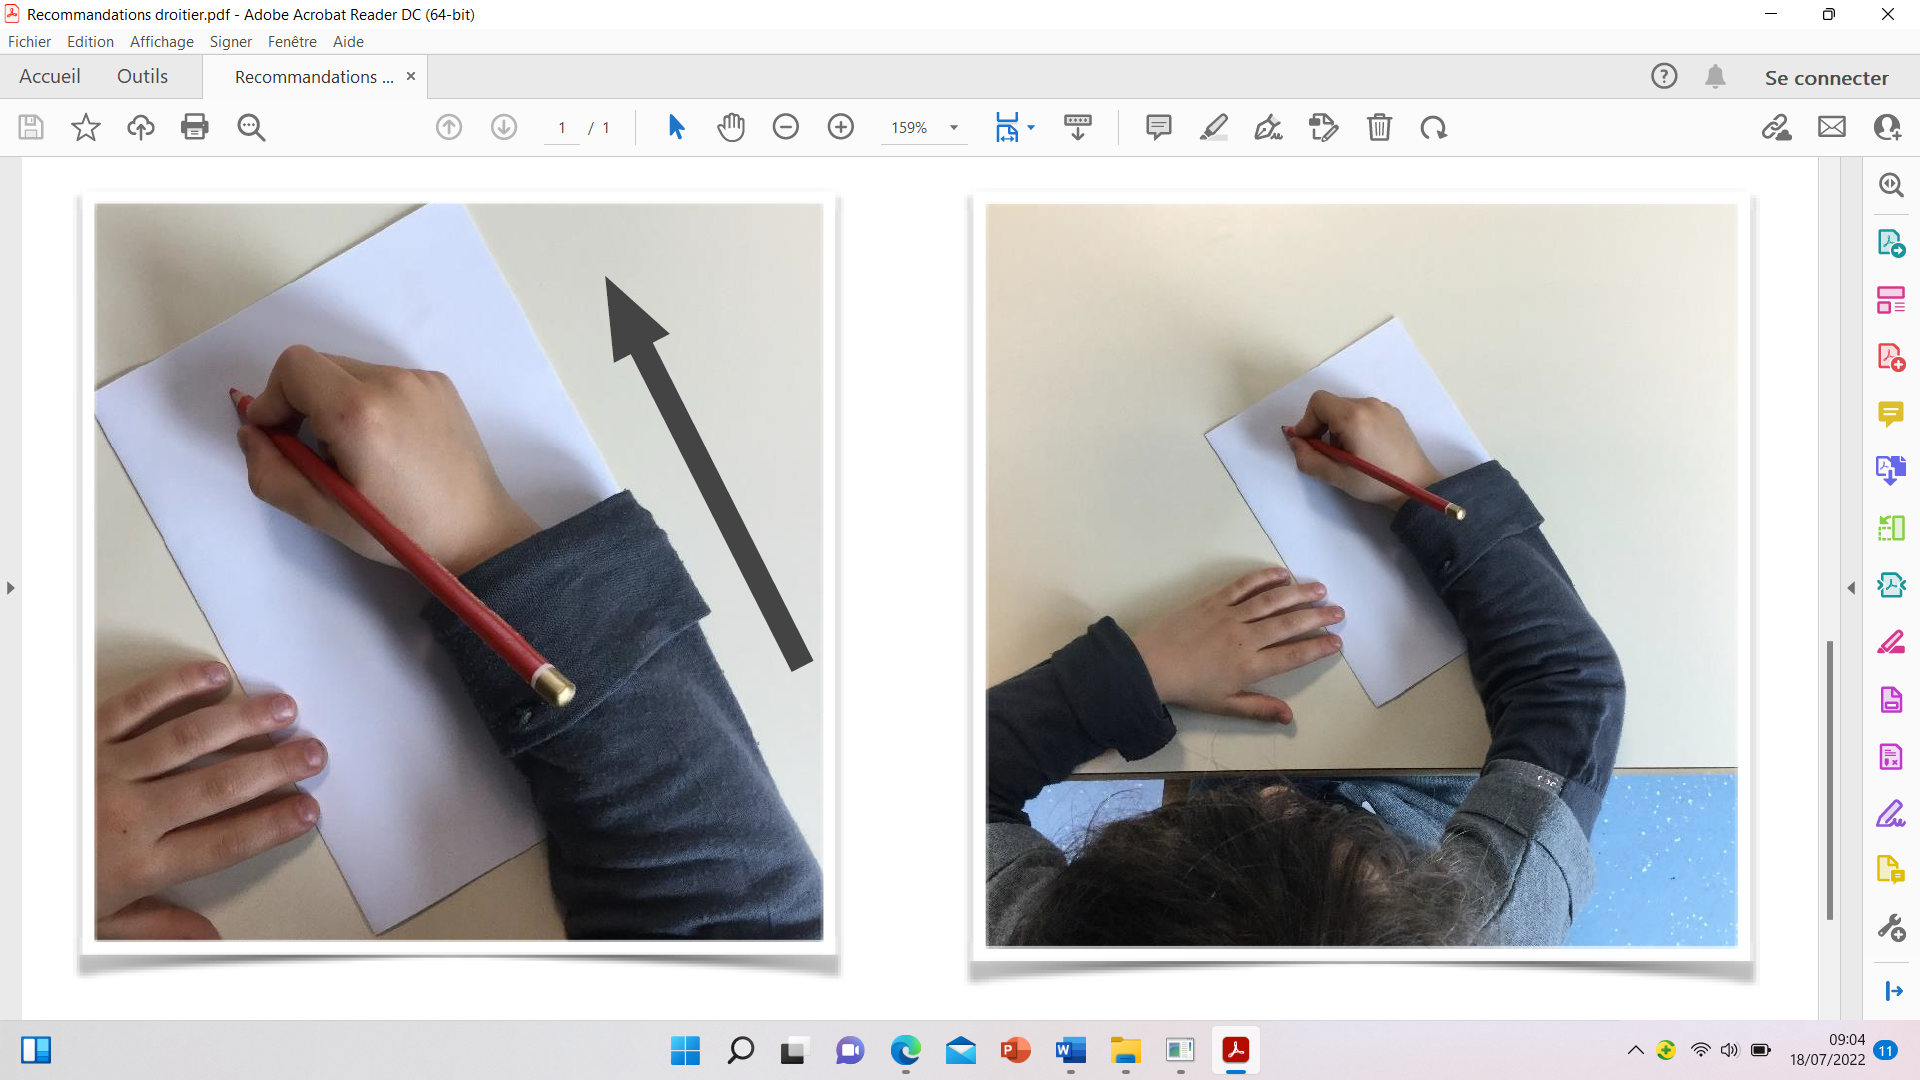 Recommandations droitier.pdf - Adobe Acrobat Reader DC (64-bit)
Fichier Edition Affichage Signer Fenêtre Aide
Accueil Outils Recommandations ... × Se connecter
1 / 1 159%
09:04
18/07/2022 11